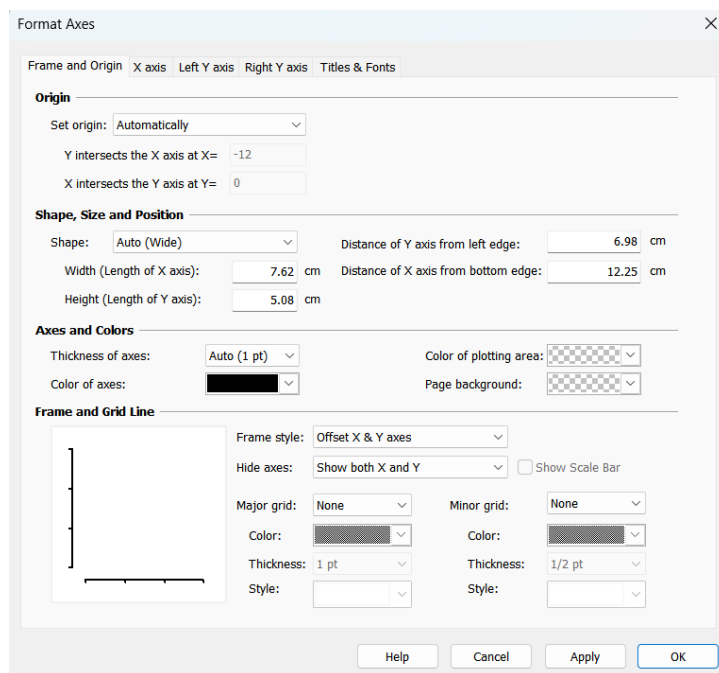 Format Axes
Frame and Origin X axis Left Y axis Right Y axis Titles & Fonts
Origin
Set origin: Automatically
Y intersects the X axis at X= -12
X intersects the Y axis at Y= 0
Shape, Size and Position
Shape: Auto (Wide) Distance of Y axis from left edge: 6.98 cm
Width (Length of X axis): 7.62 cm Distance of X axis from bottom edge: 12.25 cm
Height (Length of Y axis): 5.08 cm
Axes and Colors
Thickness of axes: Auto (1 pt) Color of plotting area:
Color of axes: Page background:
Frame and Grid Line
Frame style: Offset X & Y axes
Hide axes: Show both X and Y Show Scale Bar
Major grid: None Minor grid: None
Color: Color:
Thickness: 1 pt Thickness: 1/2 pt
Style: Style:
Help Cancel Apply OK